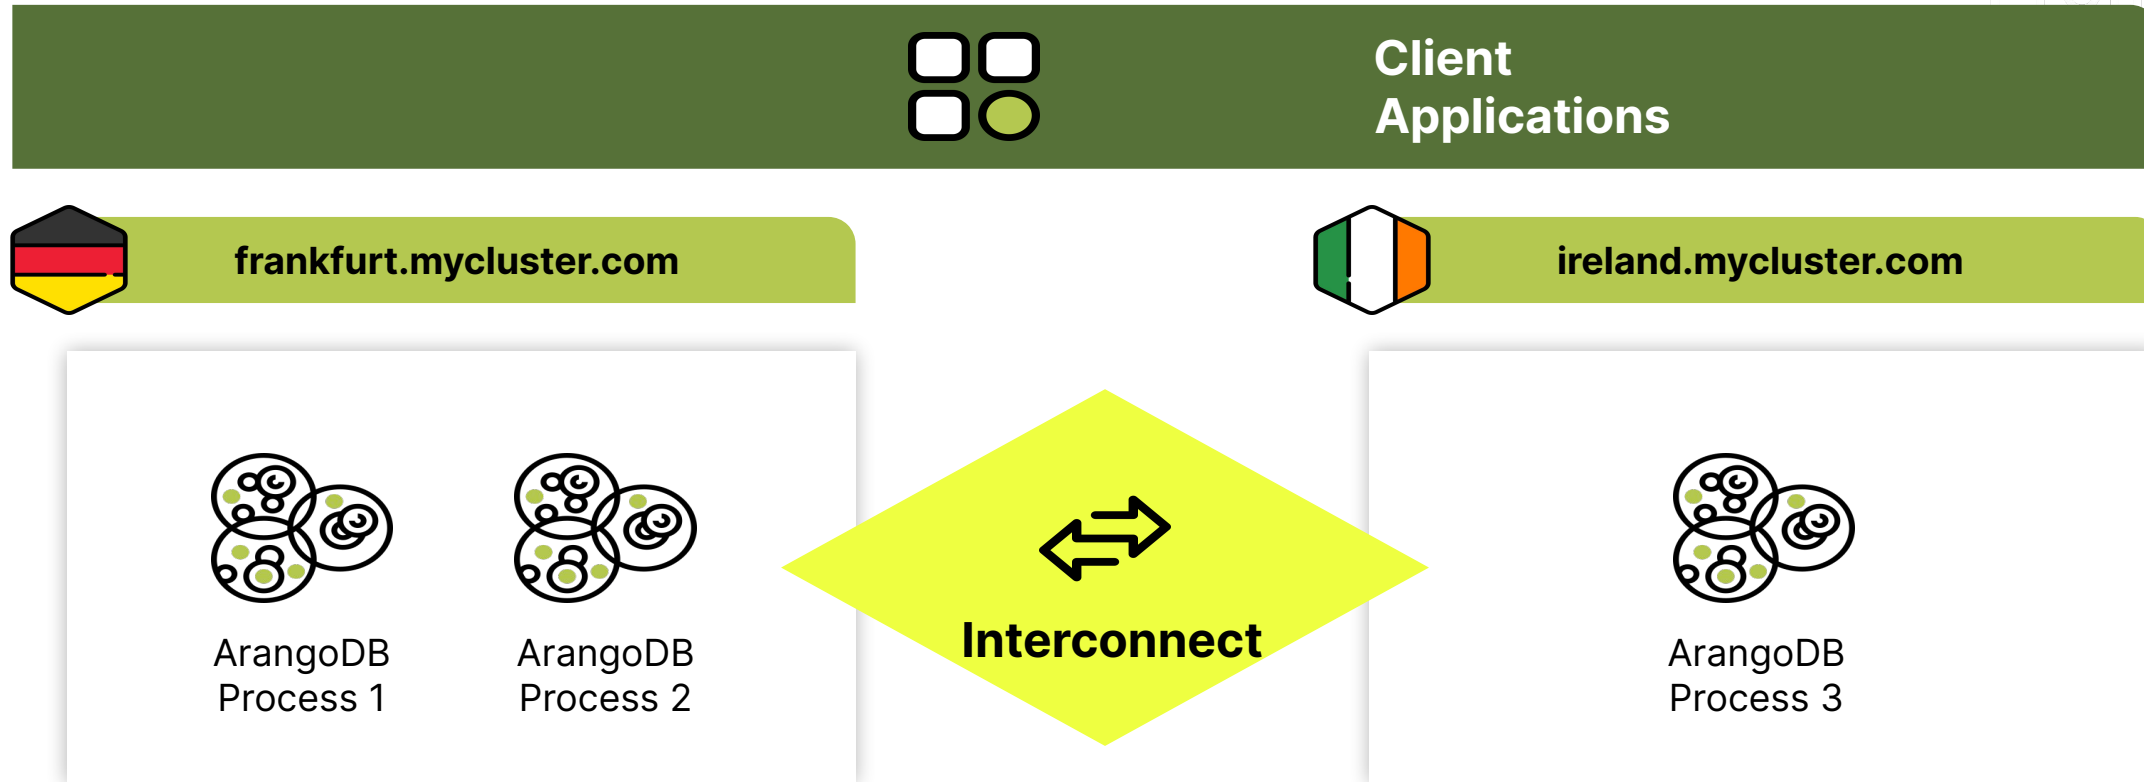 Client
Applications
frankfurt.mycluster.com
ireland.mycluster.com
ArangoDB
Process 1
ArangoDB
Process 2
Interconnect
ArangoDB
Process 3